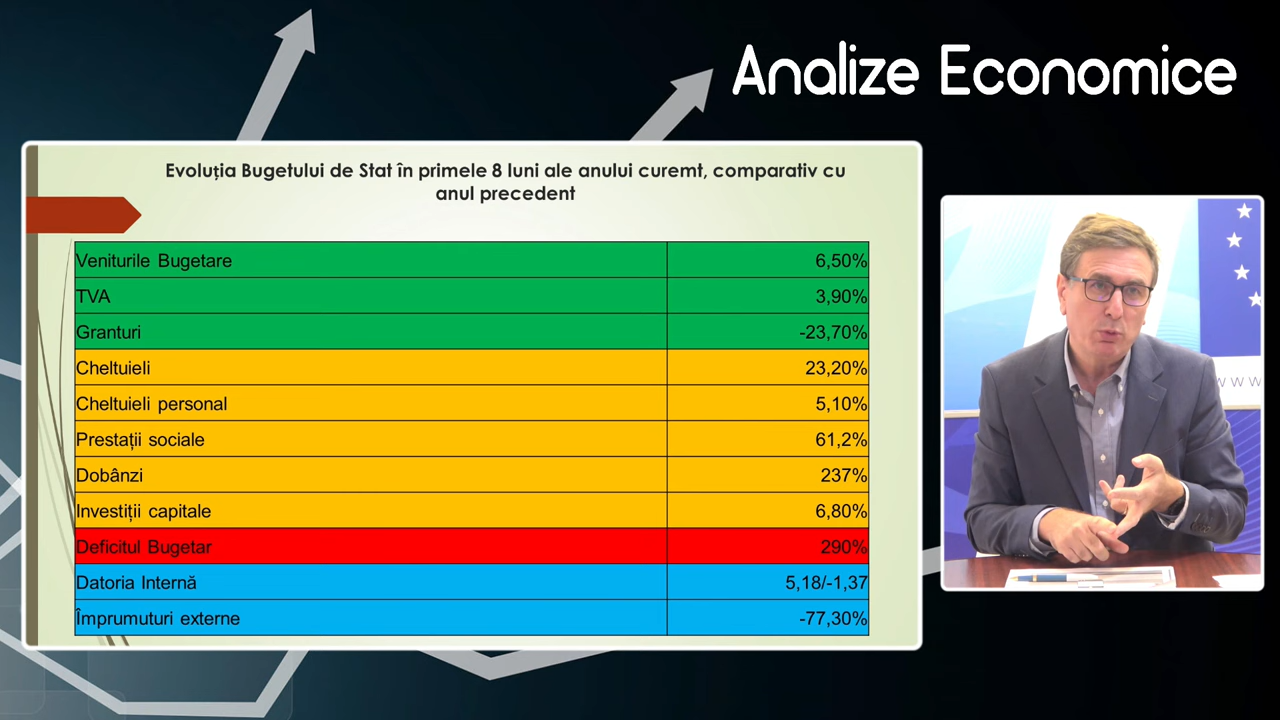 Analize Economice
Evoluția Bugetului de Stat în primele 8 luni ale anului curemt, comparativ cu
anul precedent
Veniturile Bugetare 6,50%
TVA 3,90%
Granturi -23,70%
Cheltuieli 23,20%
Cheltuieli personal 5,10%
Prestații sociale 61,2%
Dobânzi 237%
Investiții capitale 6,80%
Deficitul Bugetar 290%
Datoria Internă 5,18/-1,37
Împrumuturi externe -77,30%
WWW